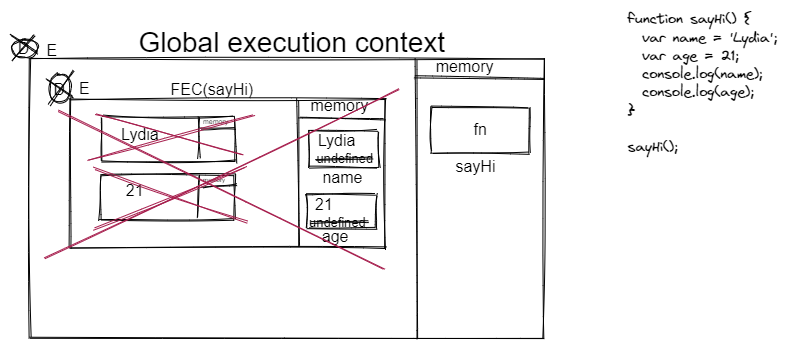 Global execution context
D E
D E
FEC(sayHi)
memory
Lydia
memory
21
memory
Lydia
undefined
name
21
undefined
age
memory
fn
sayHi
function sayHi() {
var name = 'Lydia';
var age = 21;
console.log(name);
console.log(age);
}
sayHi();